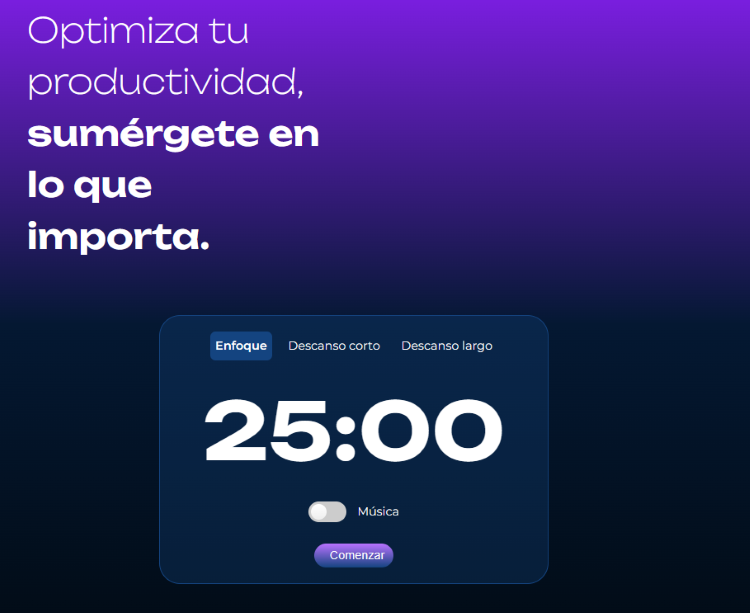 Optimiza tu
productividad,
sumérgete en
lo que
importa.
Enfoque Descanso corto Descanso largo
25:00
Música
Comenzar